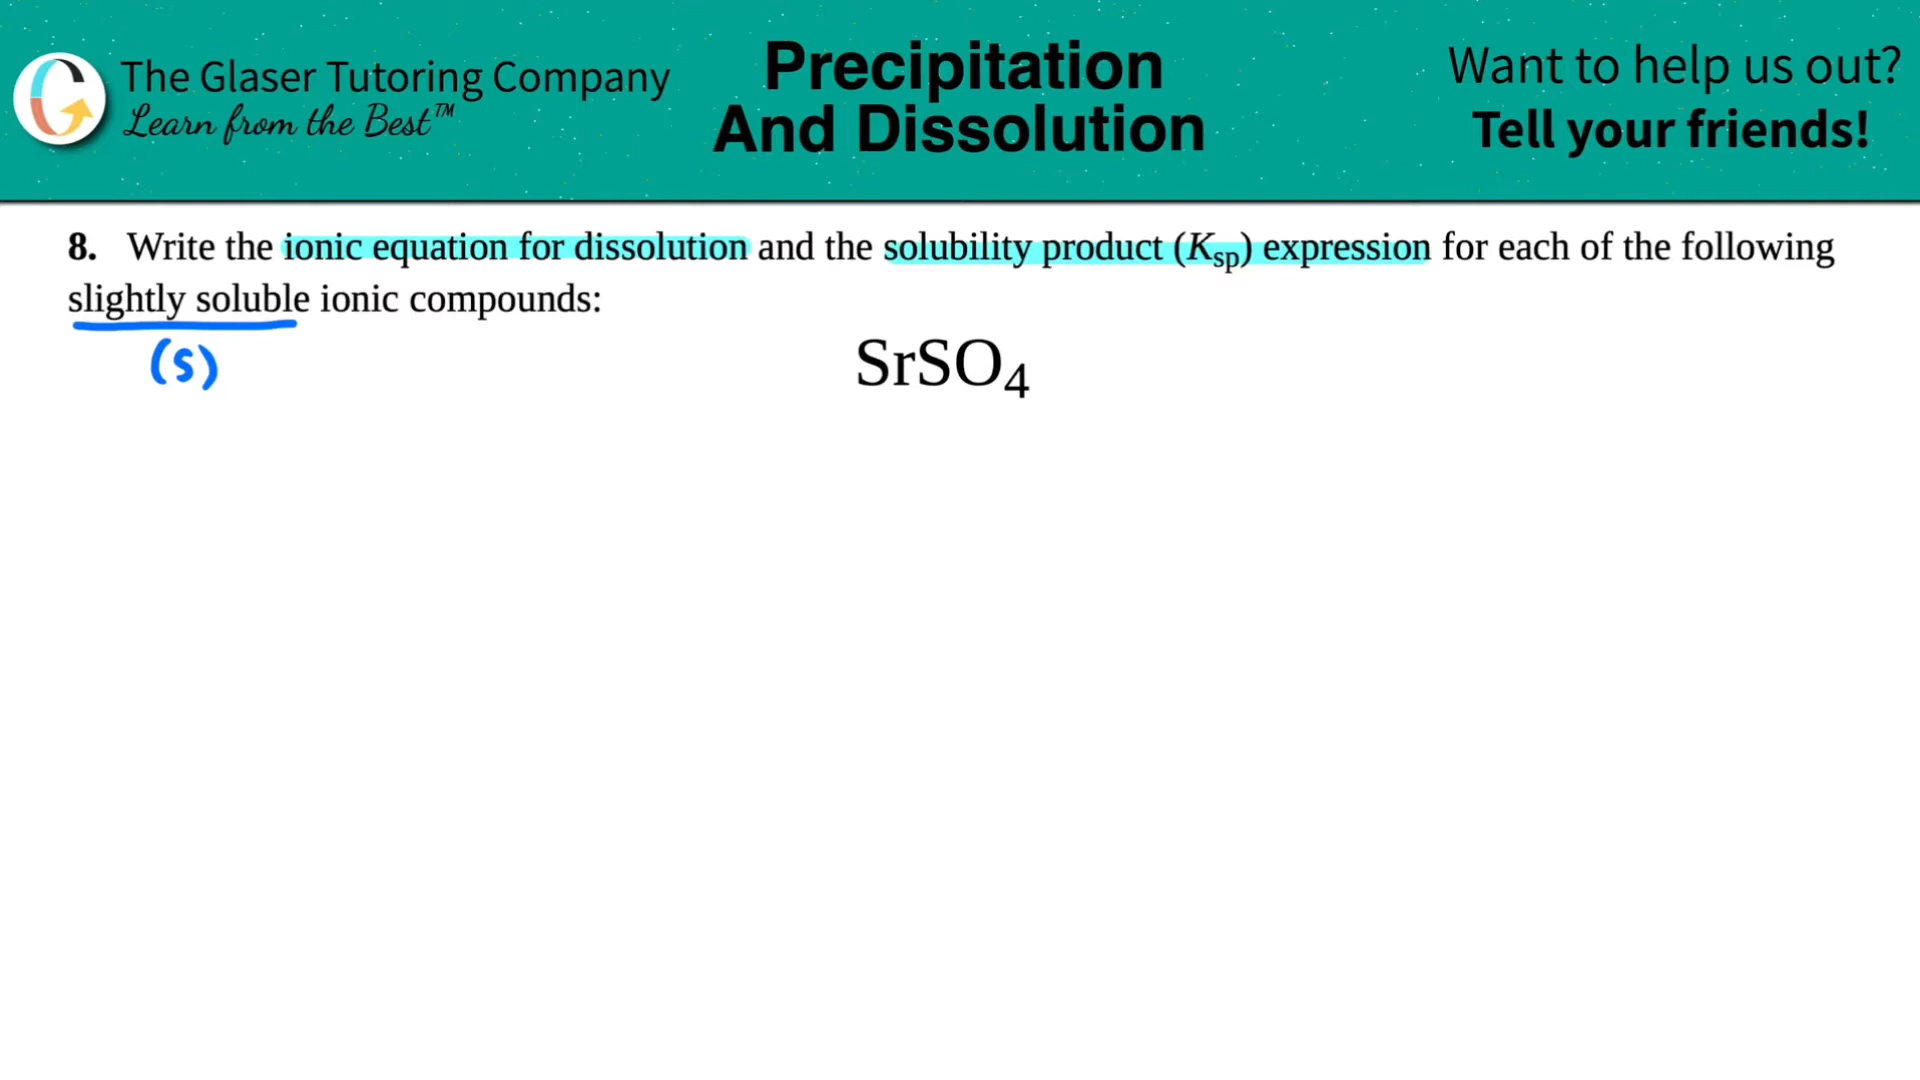 The Glaser Tutoring Company
Learn from the Best™
Precipitation
And Dissolution
Want to help us out?
Tell your friends!
8. Write the ionic equation for dissolution and the solubility product (Ksp) expression for each of the following
slightly soluble ionic compounds:
(s)
SrSO₄